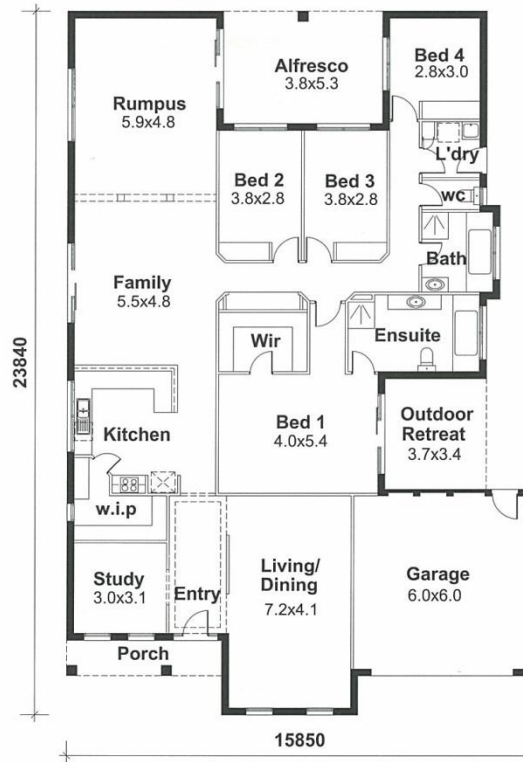 Rumpus
5.9x4.8
Alfresco
3.8x5.3
Bed 4
2.8x3.0
L'dry
wc
Bed 2
3.8x2.8
Bed 3
3.8x2.8
Bath
Family
5.5x4.8
Wir
Ensuite
23840
Kitchen
Bed 1
4.0x5.4
Outdoor
Retreat
3.7x3.4
w.i.p
Study
3.0x3.1
Entry
Living/
Dining
7.2x4.1
Garage
6.0x6.0
Porch
15850